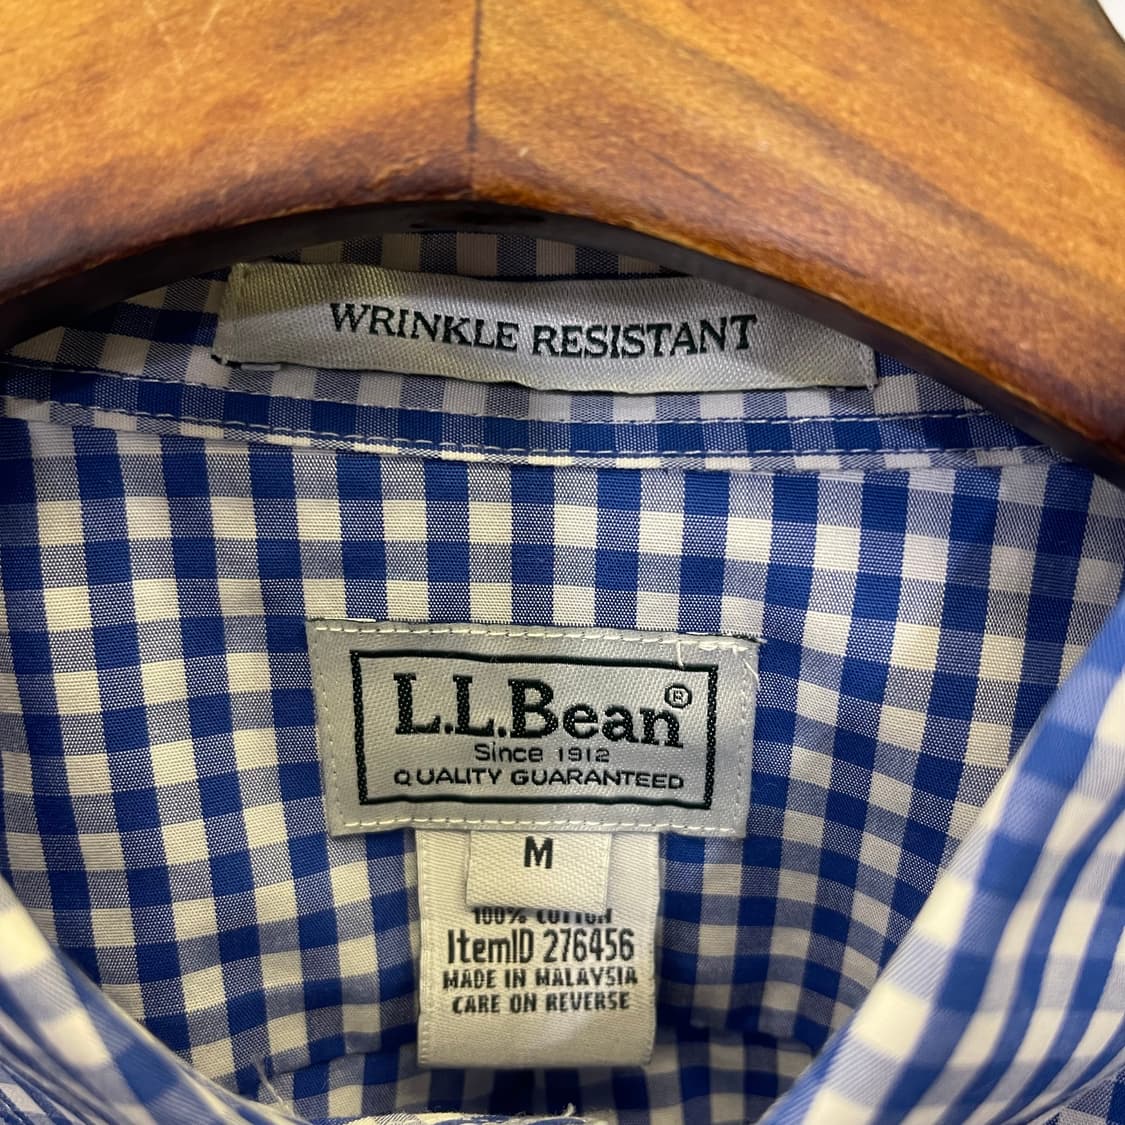 WRINKLE RESISTANT
L.L.Bean®
Since 1912
QUALITY GUARANTEED
M
100% COTTON
ItemID 276456
MADE IN MALAYSIA
CARE ON REVERSE